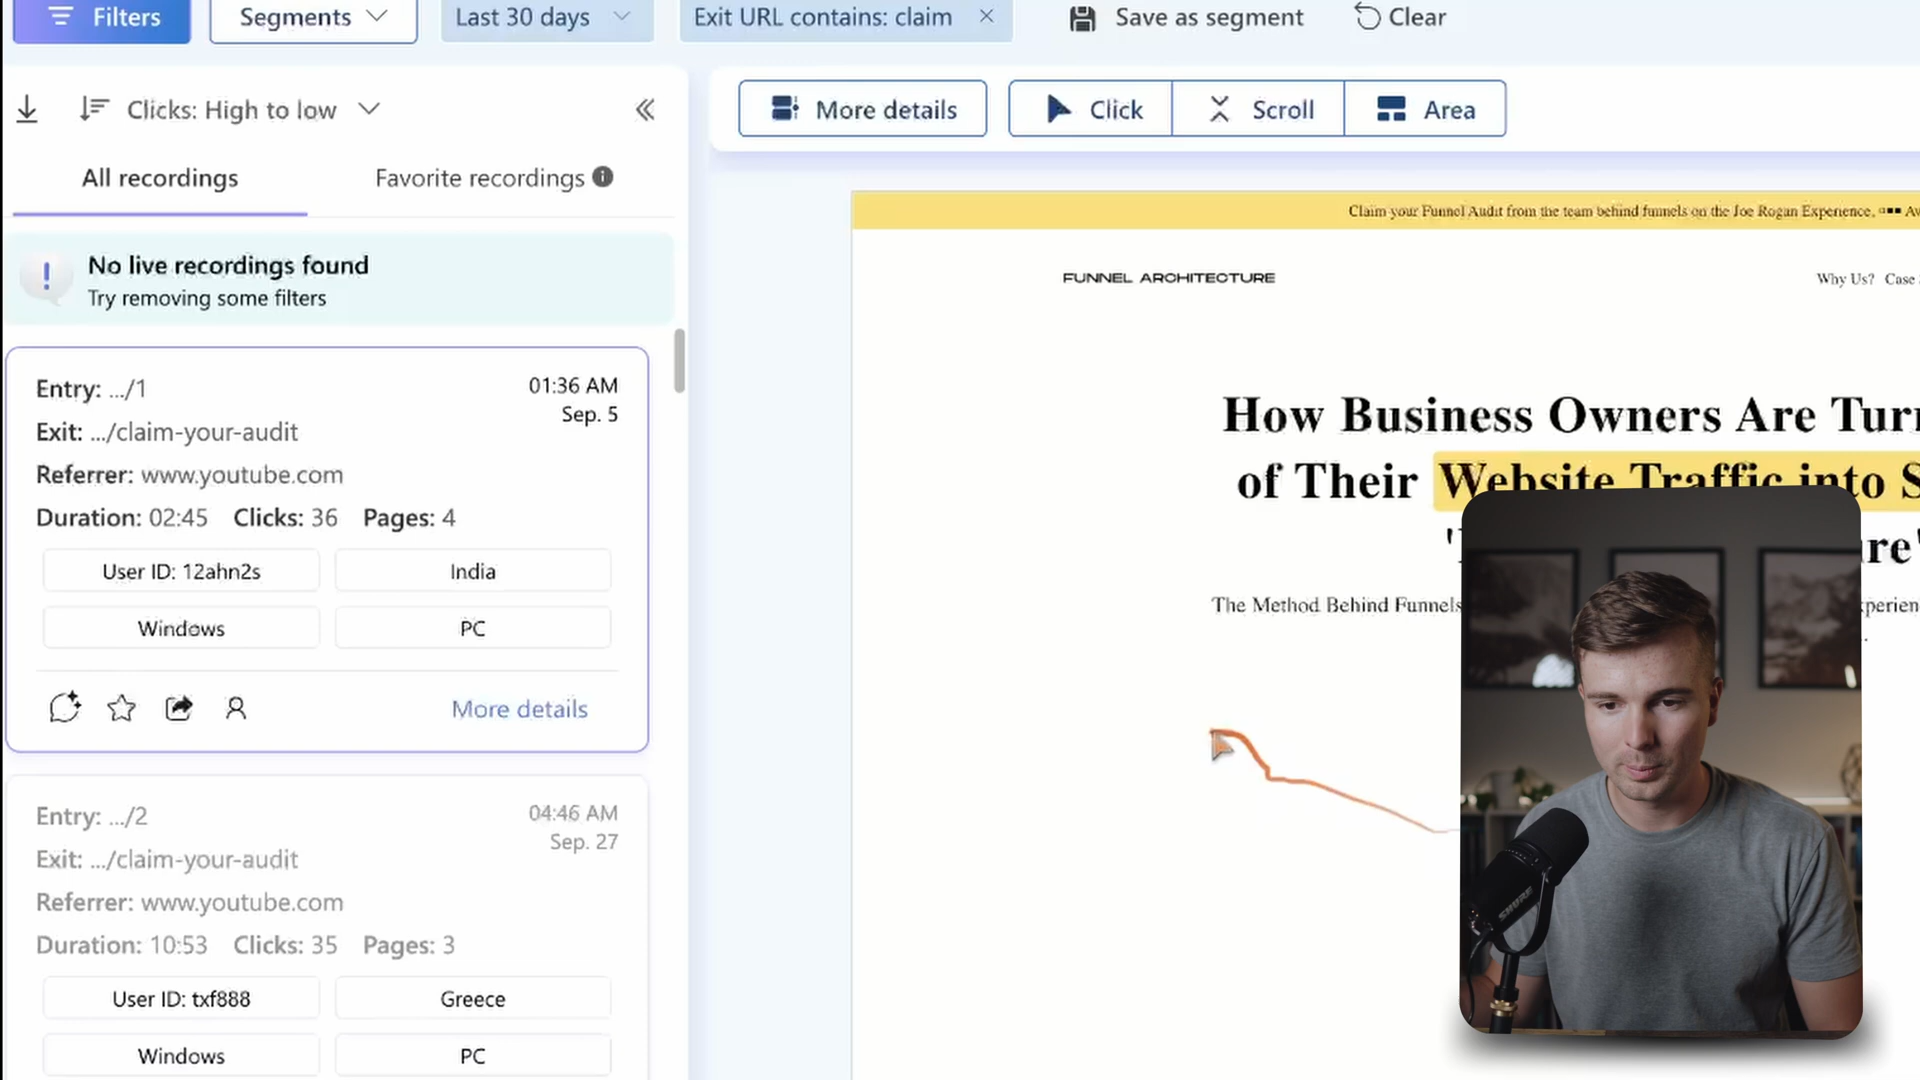 Filters
Segments
Last 30 days
Exit URL contains: claim
Save as segment
Clear
Clicks: High to low
More details
Click
Scroll
Area
All recordings
Favorite recordings
No live recordings found
Try removing some filters
Entry: .../1
01:36 AM
Sep. 5
Exit: .../claim-your-audit
Referrer: www.youtube.com
Duration: 02:45 Clicks: 36 Pages: 4
User ID: 12ahn2s
India
Windows
PC
More details
Entry: .../2
04:46 AM
Sep. 27
Exit: .../claim-your-audit
Referrer: www.youtube.com
Duration: 10:53 Clicks: 35 Pages: 3
User ID: txf888
Greece
Windows
PC
Claim your Funnel Audit from the team behind funnels on the Joe Rogan Experience,
FUNNEL ARCHITECTURE
Why Us? Case
How Business Owners Are
of Their Website Traffic into
The Method Behind Funnels
SHURE